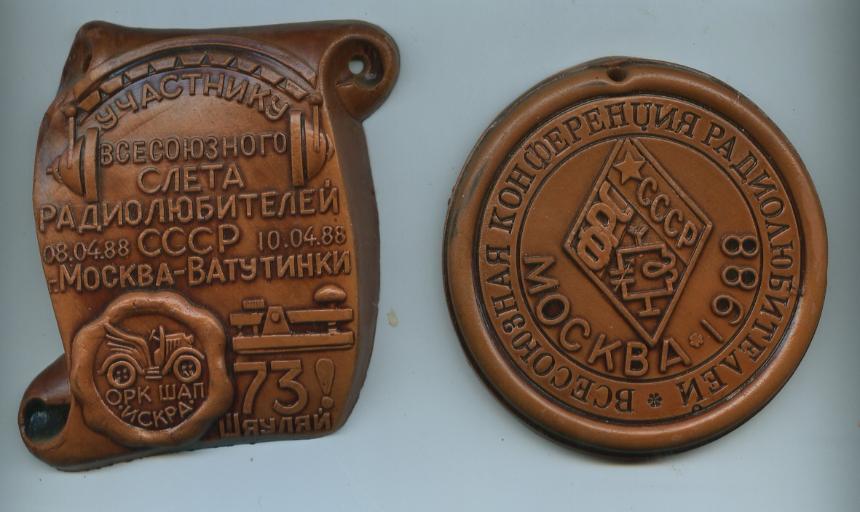 УЧАСТНИКУ
ВСЕСОЮЗНОГО
СЛЕТА
РАДИОЛЮБИТЕЛЕЙ
08.04.88 СССР 10.04.88
г.МОСКВА-ВАТУТИНКИ
ОРК ШАП
"ИСКРА"
73!
ШЯУЛЯЙ
ВСЕСОЮЗНАЯ КОНФЕРЕНЦИЯ РАДИОЛЮБИТЕЛЕЙ *
ФРС
СССР
МОСКВА * 1988